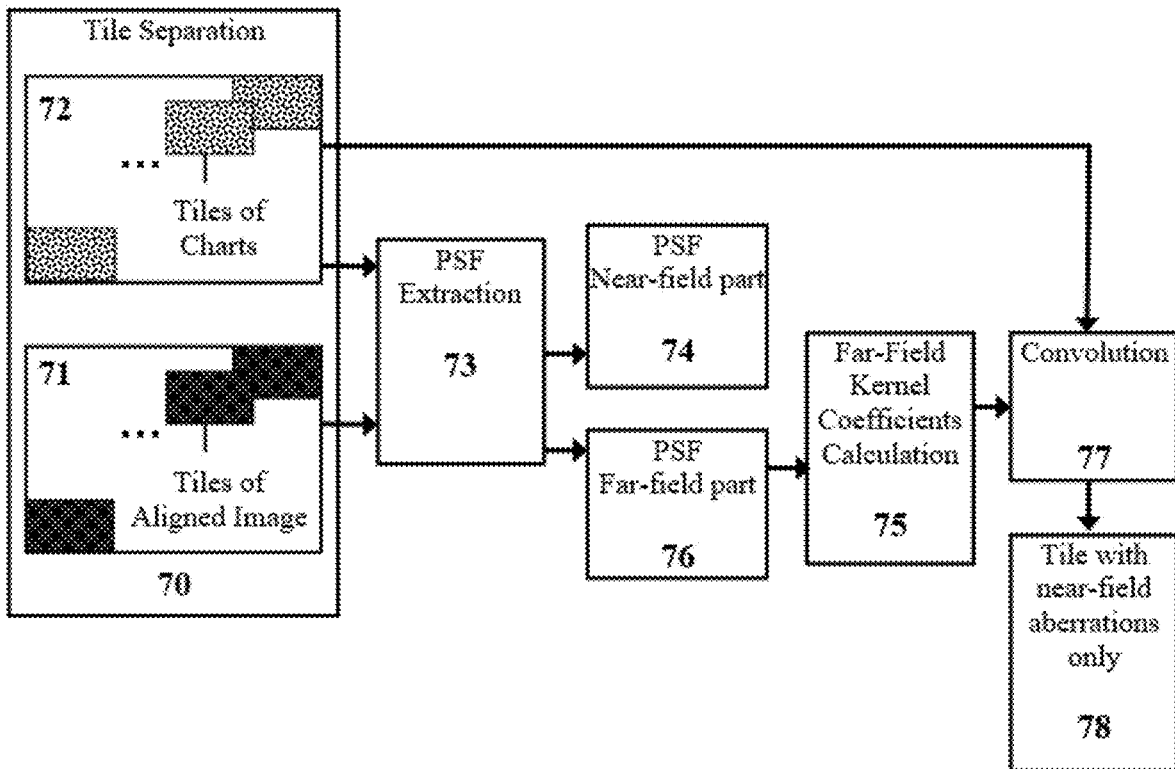 Tile Separation
72
...
Tiles of
Charts
71
...
Tiles of
Aligned Image
70
PSF
Extraction
73
PSF
Near-field part
74
PSF
Far-field part
76
Far-Field
Kernel
Coefficients
Calculation
75
Convolution
77
Tile with
near-field
aberrations
only
78